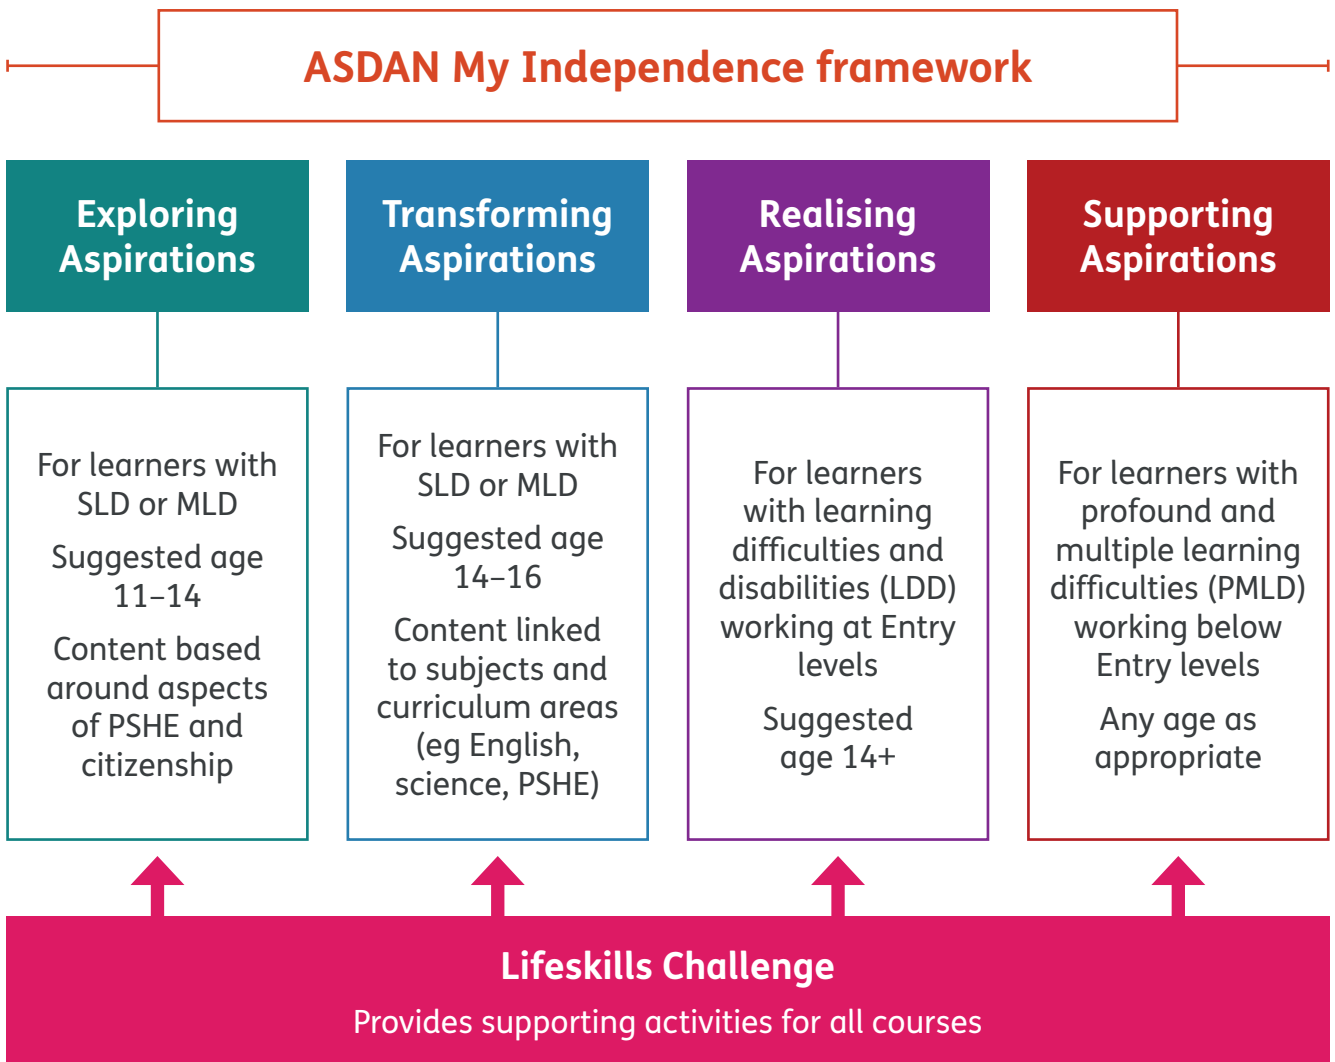 ASDAN My Independence framework
Exploring
Aspirations
For learners with
SLD or MLD
Suggested age
11–14
Content based
around aspects
of PSHE and
citizenship
Transforming
Aspirations
For learners with
SLD or MLD
Suggested age
14–16
Content linked
to subjects and
curriculum areas
(eg English,
science, PSHE)
Realising
Aspirations
For learners
with learning
difficulties and
disabilities (LDD)
working at Entry
levels
Suggested
age 14+
Supporting
Aspirations
For learners with
profound and
multiple learning
difficulties (PMLD)
working below
Entry levels
Any age as
appropriate
Lifeskills Challenge
Provides supporting activities for all courses